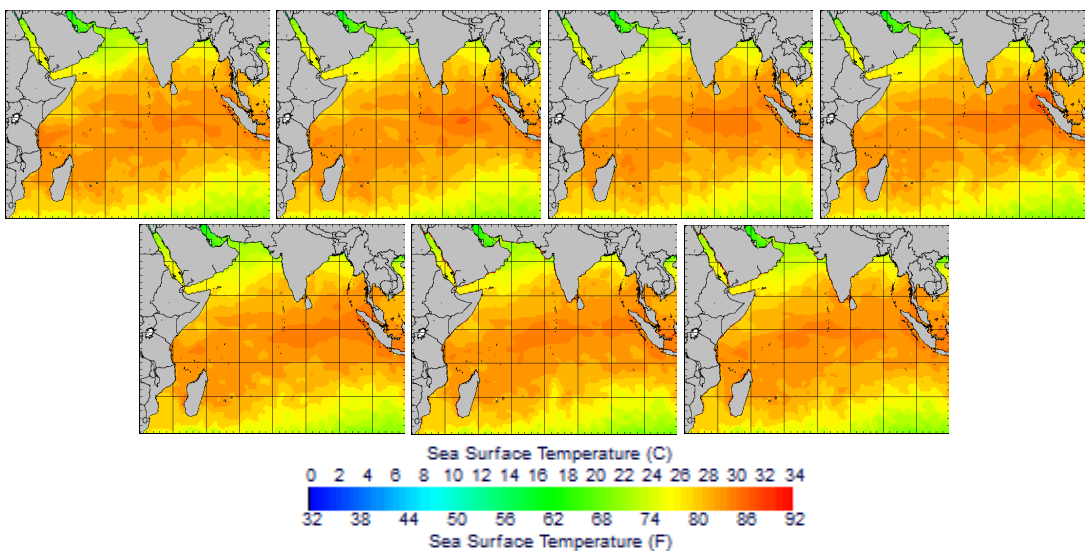 Sea Surface Temperature (C)
0 2 4 6 8 10 12 14 16 18 20 22 24 26 28 30 32 34
32 38 44 50 56 62 68 74 80 86 92
Sea Surface Temperature (F)